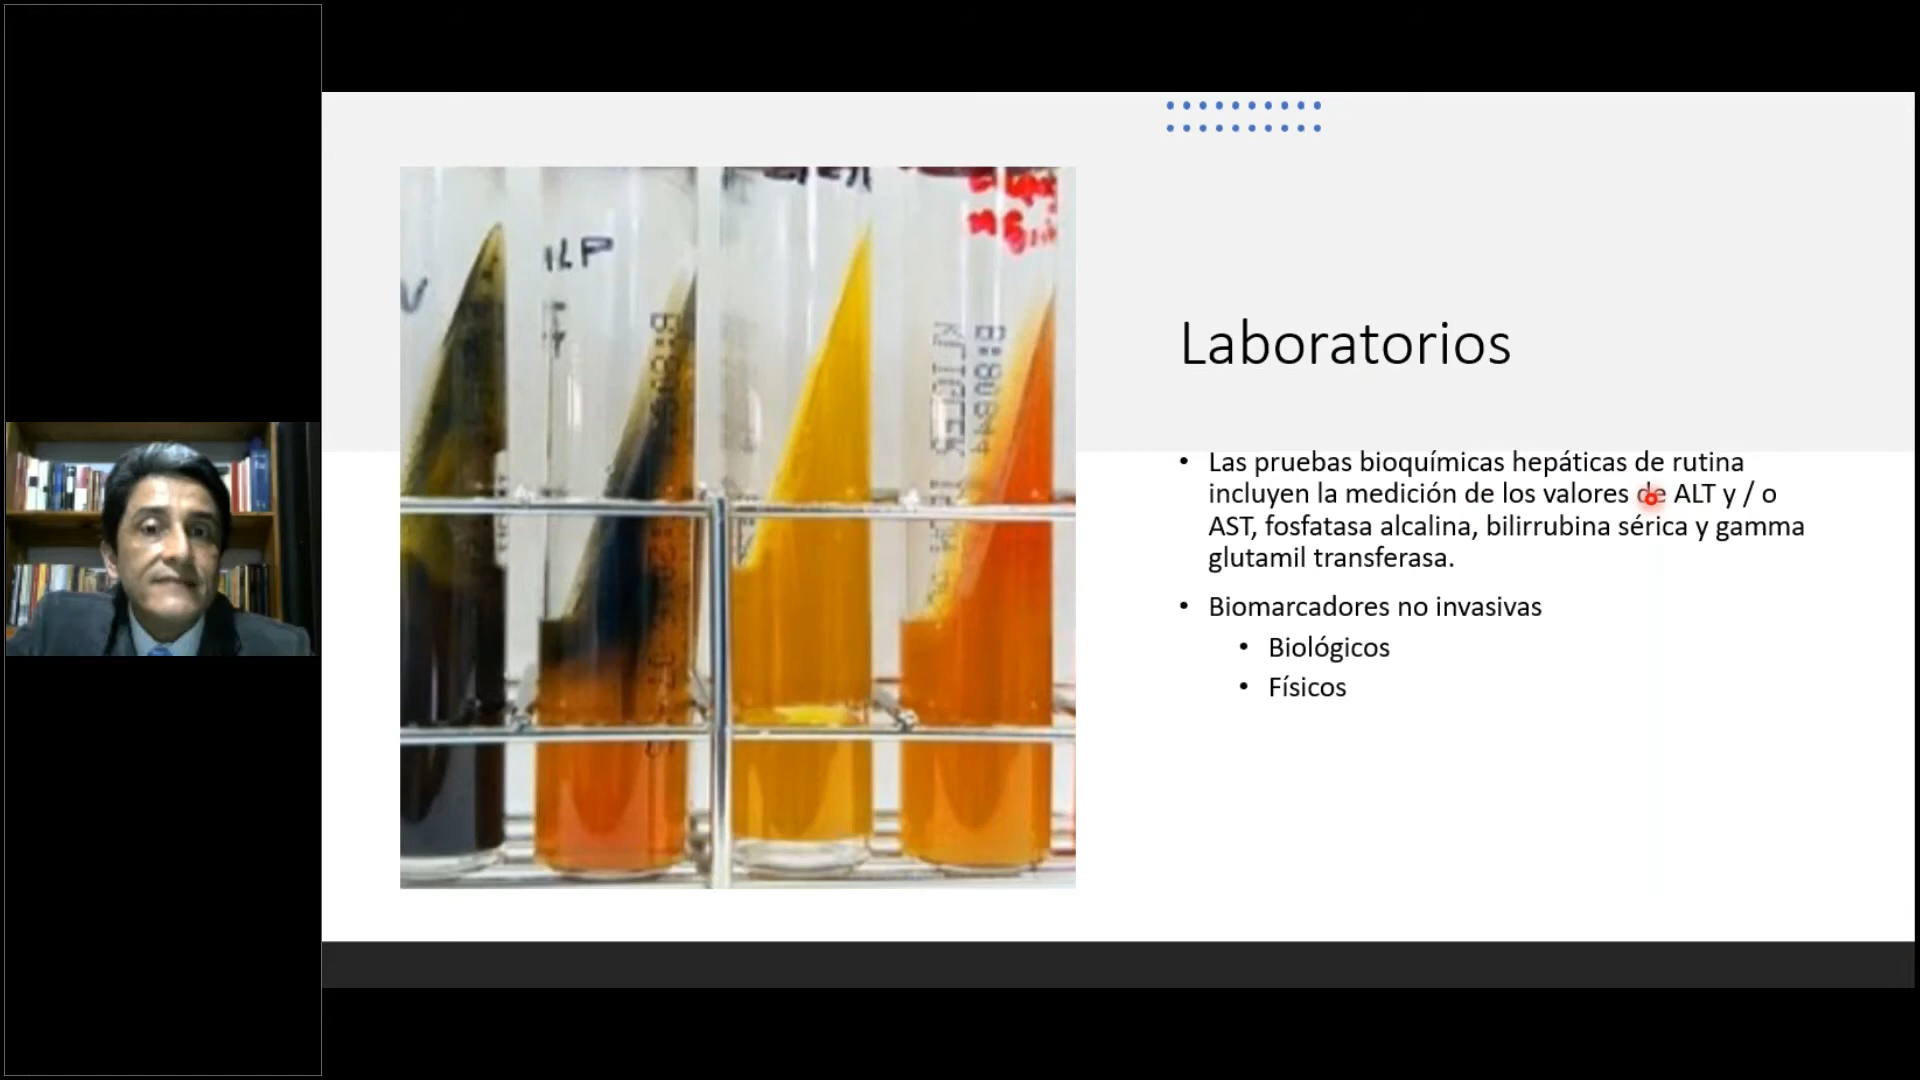 ILP
Laboratorios
• Las pruebas bioquímicas hepáticas de rutina
incluyen la medición de los valores de ALT y / o
AST, fosfatasa alcalina, bilirrubina sérica y gamma
glutamil transferasa.
• Biomarcadores no invasivas
• Biológicos
• Físicos